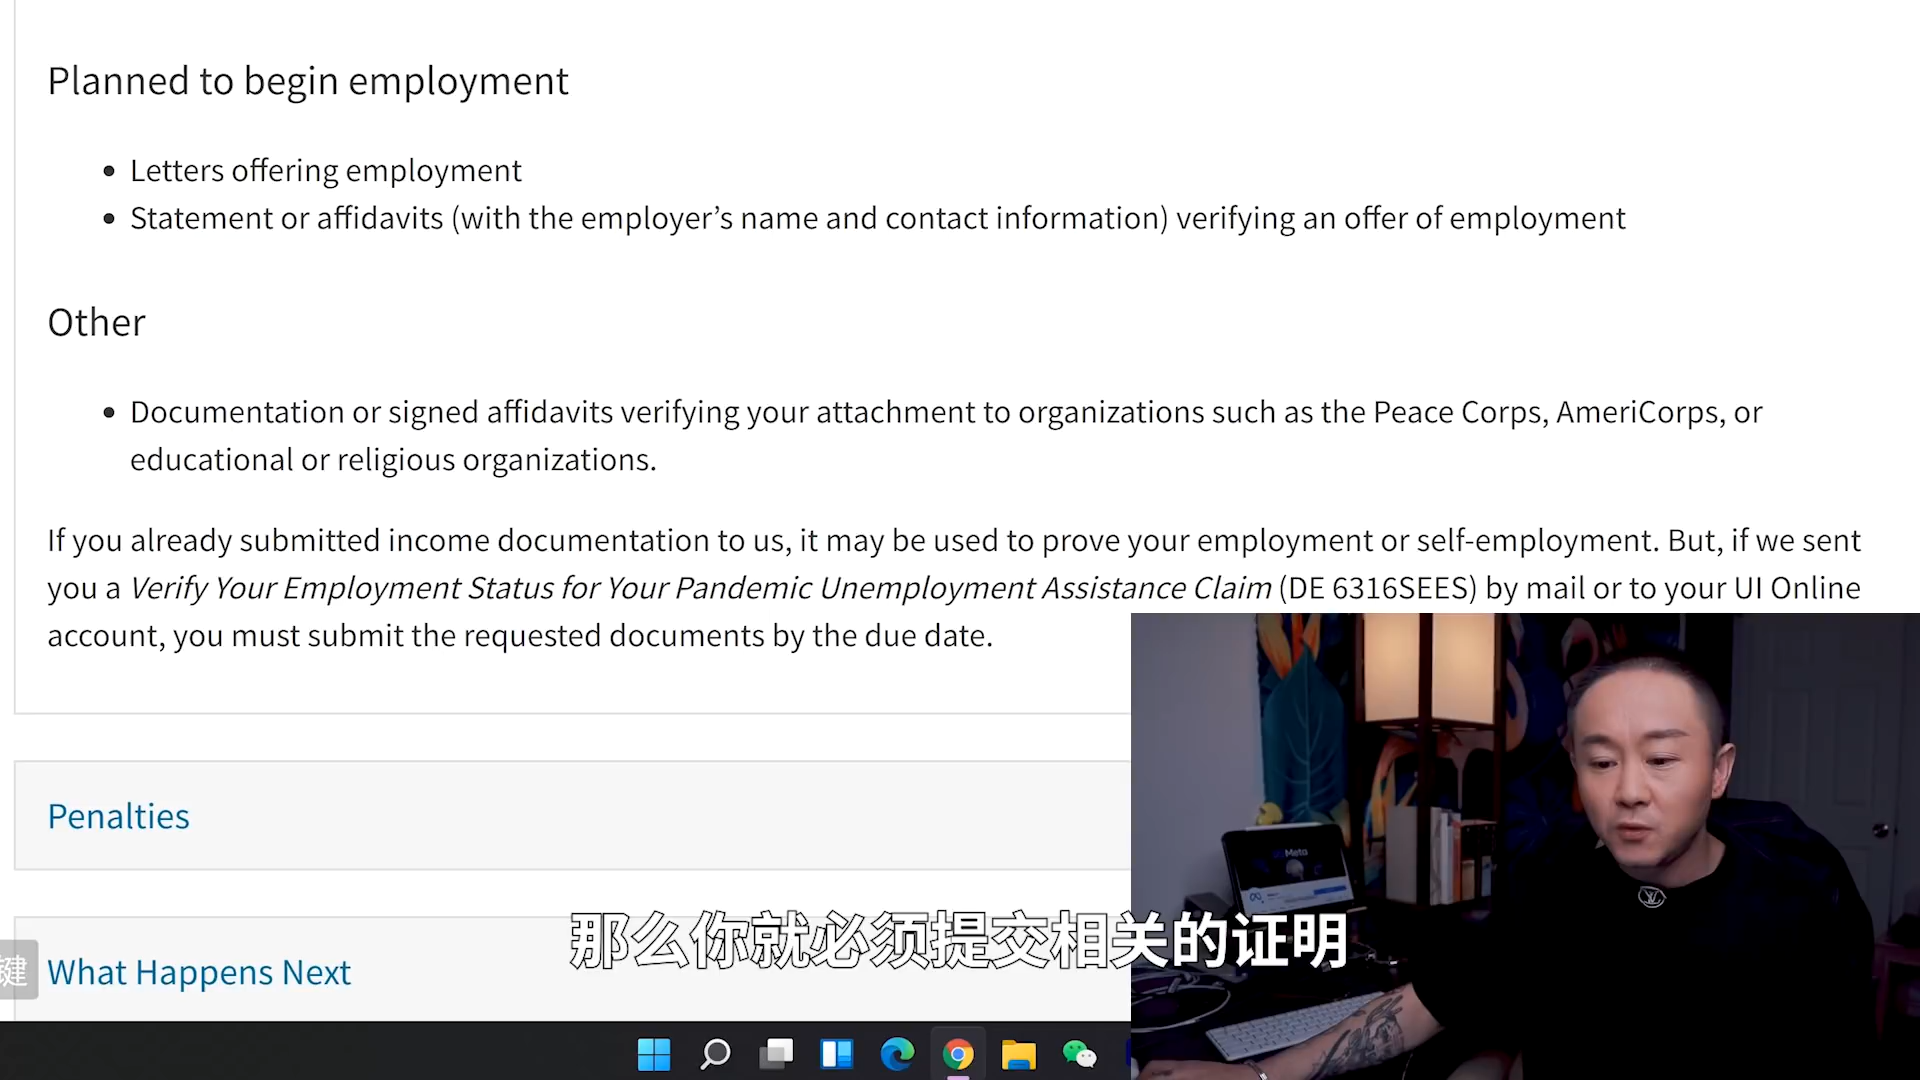 Planned to begin employment
Letters offering employment
Statement or affidavits (with the employer’s name and contact information) verifying an offer of employment
Other
Documentation or signed affidavits verifying your attachment to organizations such as the Peace Corps, AmeriCorps, or
educational or religious organizations.
If you already submitted income documentation to us, it may be used to prove your employment or self-employment. But, if we sent
you a Verify Your Employment Status for Your Pandemic Unemployment Assistance Claim (DE 6316SEES) by mail or to your UI Online
account, you must submit the requested documents by the due date.
Penalties
Meta
那么你就必须提交相关的证明
键
What Happens Next